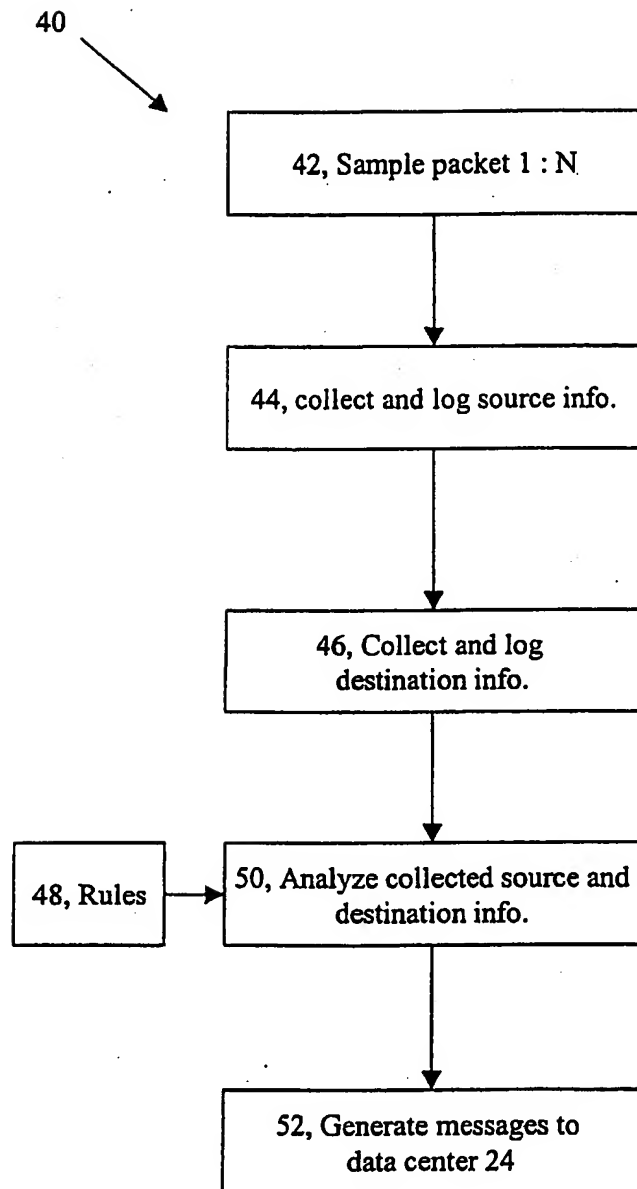 40
42, Sample packet 1 : N
44, collect and log source info.
46, Collect and log
destination info.
48, Rules
50, Analyze collected source and
destination info.
52, Generate messages to
data center 24